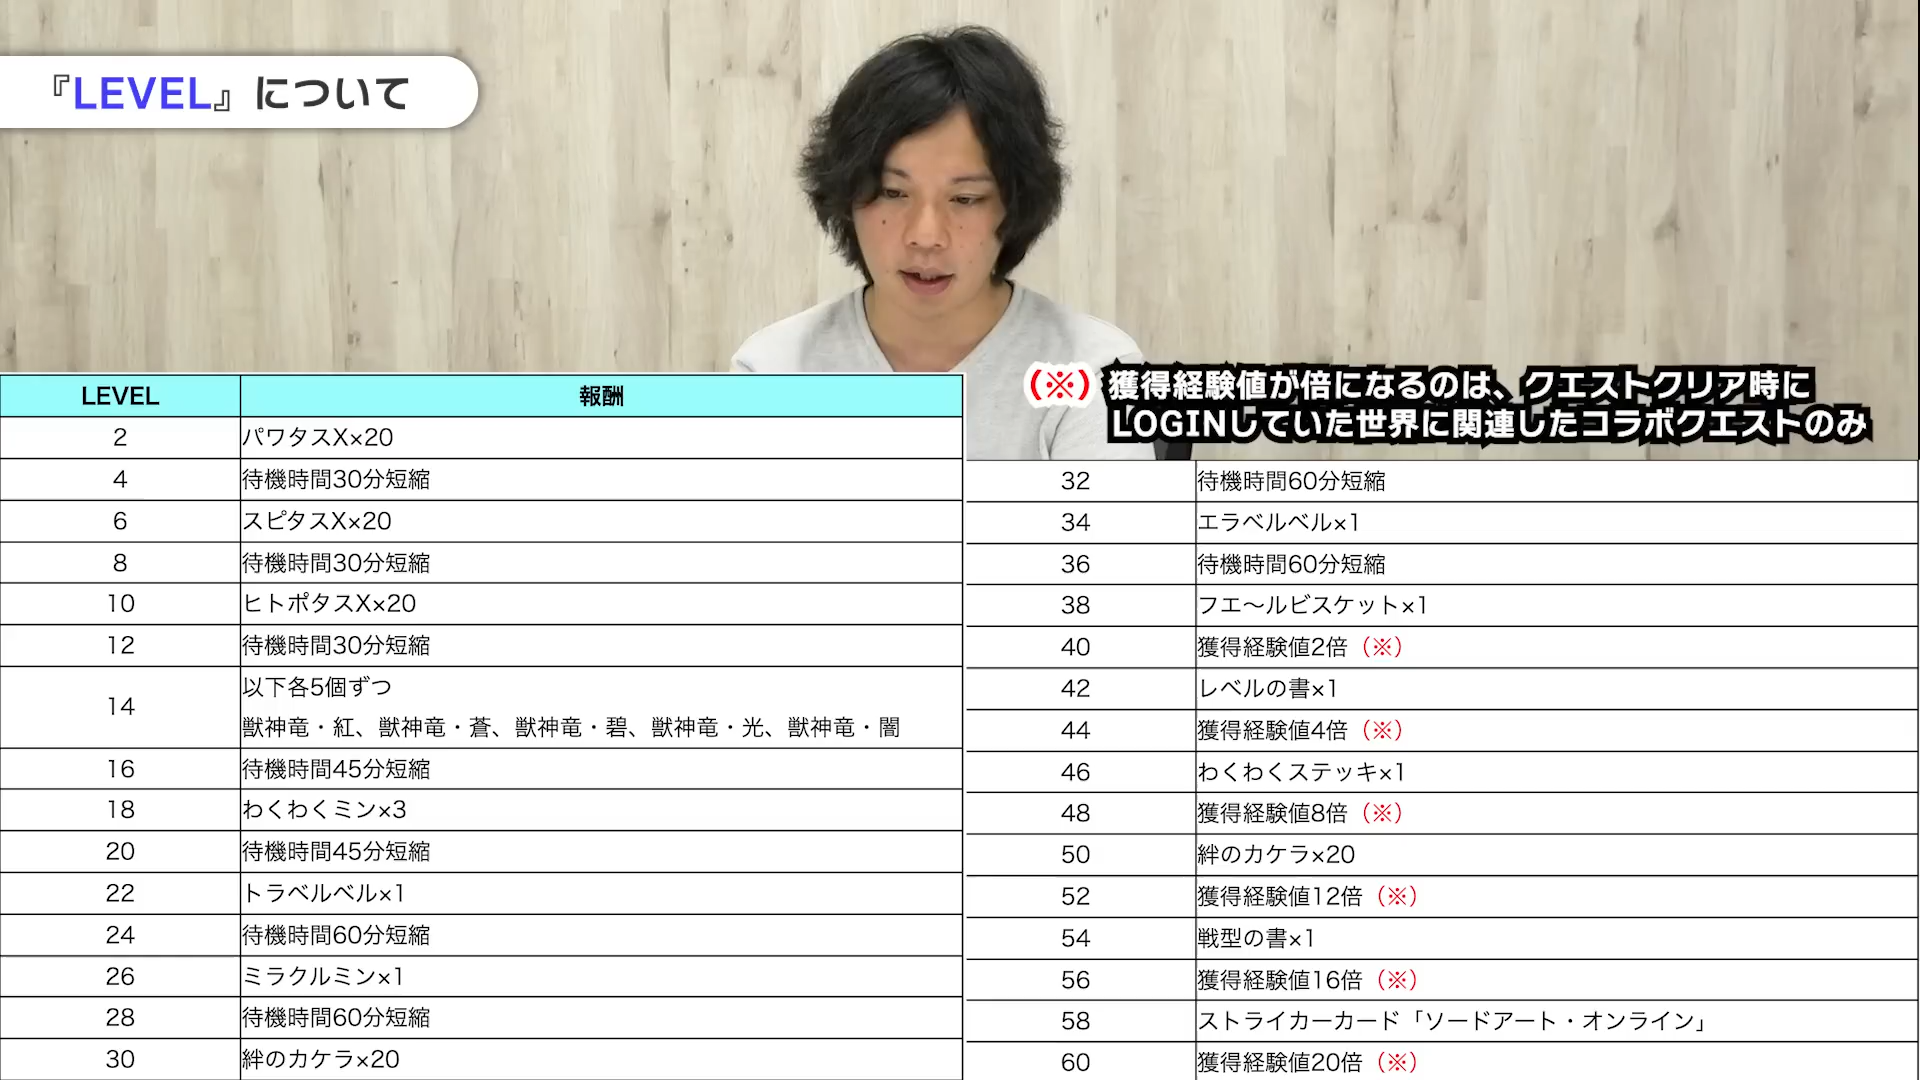 『LEVEL』について
(※) 獲得経験値が倍になるのは、クエストクリア時に
LOGINしていた世界に関連したコラボクエストのみ
LEVEL 報酬
2 パワタスX×20
4 待機時間30分短縮
6 スピタスX×20
8 待機時間30分短縮
10 ヒトポタスX×20
12 待機時間30分短縮
14 以下各5個ずつ
獣神竜・紅、獣神竜・蒼、獣神竜・碧、獣神竜・光、獣神竜・闇
16 待機時間45分短縮
18 わくわくミン×3
20 待機時間45分短縮
22 トラベルベル×1
24 待機時間60分短縮
26 ミラクルミン×1
28 待機時間60分短縮
30 絆のカケラ×20
32 待機時間60分短縮
34 エラベルベル×1
36 待機時間60分短縮
38 フエ〜ルビスケット×1
40 獲得経験値2倍（※）
42 レベルの書×1
44 獲得経験値4倍（※）
46 わくわくステッキ×1
48 獲得経験値8倍（※）
50 絆のカケラ×20
52 獲得経験値12倍（※）
54 戦型の書×1
56 獲得経験値16倍（※）
58 ストライカーカード「ソードアート・オンライン」
60 獲得経験値20倍（※）